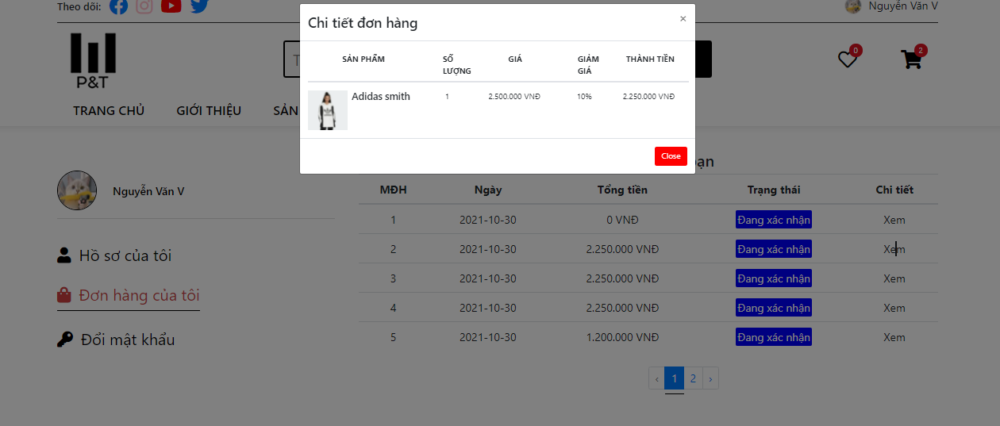 Theo dõi:
Nguyễn Văn V
Chi tiết đơn hàng
×
SẢN PHẨM SỐ LƯỢNG GIÁ GIẢM GIÁ THÀNH TIỀN
Adidas smith 1 2.500.000 VNĐ 10% 2.250.000 VNĐ
Close
P&T
T
0
2
TRANG CHỦ GIỚI THIỆU SẢN
bạn
Nguyễn Văn V
Hồ sơ của tôi
Đơn hàng của tôi
Đổi mật khẩu
MĐH Ngày Tổng tiền Trạng thái Chi tiết
1 2021-10-30 0 VNĐ Đang xác nhận Xem
2 2021-10-30 2.250.000 VNĐ Đang xác nhận Xem
3 2021-10-30 2.250.000 VNĐ Đang xác nhận Xem
4 2021-10-30 2.250.000 VNĐ Đang xác nhận Xem
5 2021-10-30 1.200.000 VNĐ Đang xác nhận Xem
‹ 1 2 ›